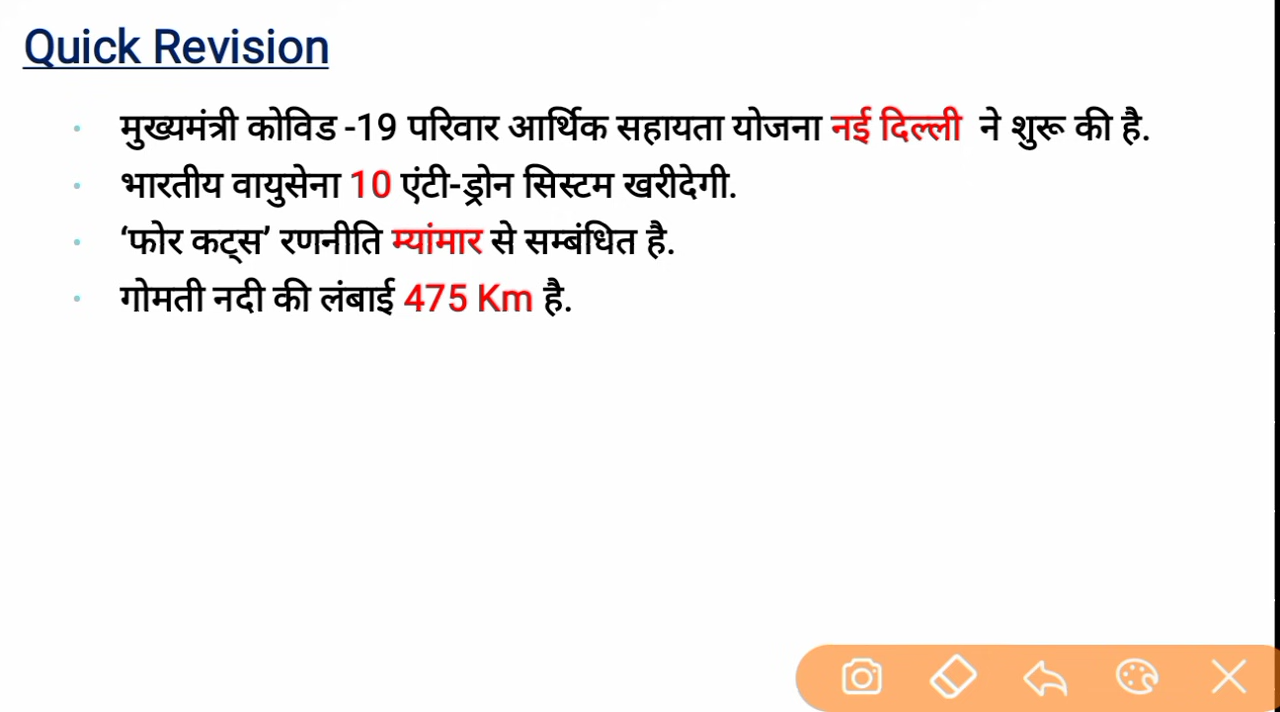 Quick Revision
मुख्यमंत्री कोविड -19 परिवार आर्थिक सहायता योजना नई दिल्ली ने शुरू की है.
भारतीय वायुसेना 10 एंटी-ड्रोन सिस्टम खरीदेगी.
‘फोर कट्स’ रणनीति म्यांमार से सम्बंधित है.
गोमती नदी की लंबाई 475 Km है.